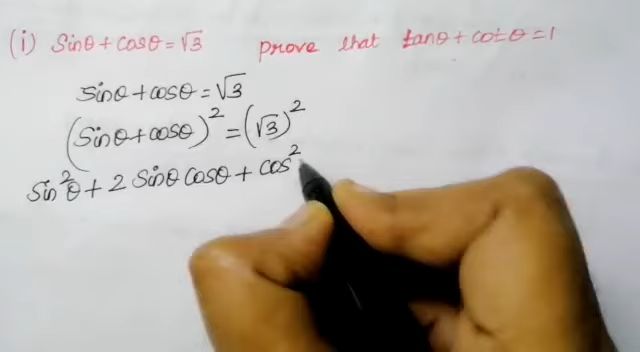 (i) Sinθ + cosθ = √3 prove that tanθ + cotθ = 1
sinθ + cosθ = √3
(Sinθ + cosθ)² = (√3)²
Sin²θ + 2 Sinθ Cosθ + Cos²